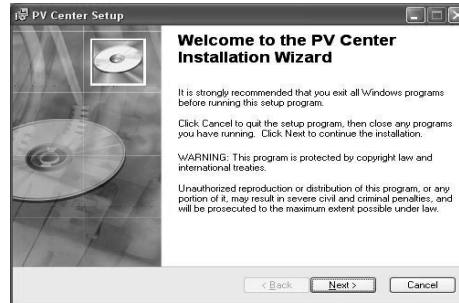 PV Center Setup
Welcome to the PV Center
Installation Wizard
It is strongly recommended that you exit all Windows programs
before running this setup program.
Click Cancel to quit the setup program, then close any programs
you have running. Click Next to continue the installation.
WARNING: This program is protected by copyright law and
international treaties.
Unauthorized reproduction or distribution of this program, or any
portion of it, may result in severe civil and criminal penalties, and
will be prosecuted to the maximum extent possible under law.
< Back Next > Cancel